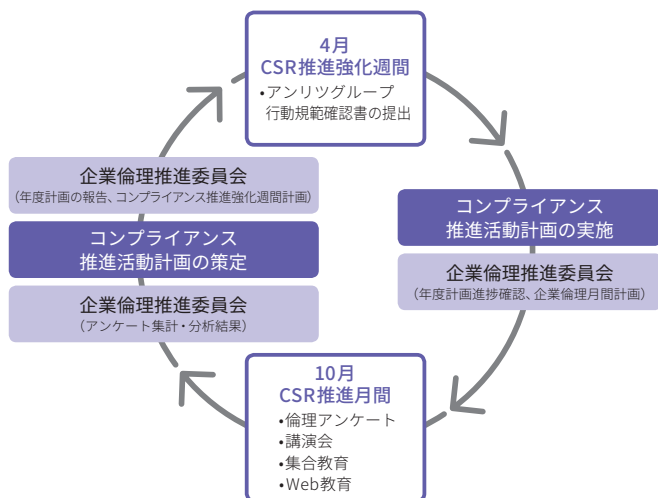 4月
CSR推進強化週間
•アンリツグループ
行動規範確認書の提出
コンプライアンス
推進活動計画の実施
企業倫理推進委員会
（年度計画進捗確認、企業倫理月間計画）
10月
CSR推進月間
•倫理アンケート
•講演会
•集合教育
•Web教育
企業倫理推進委員会
（アンケート集計・分析結果）
コンプライアンス
推進活動計画の策定
企業倫理推進委員会
（年度計画の報告、コンプライアンス推進強化週間計画）